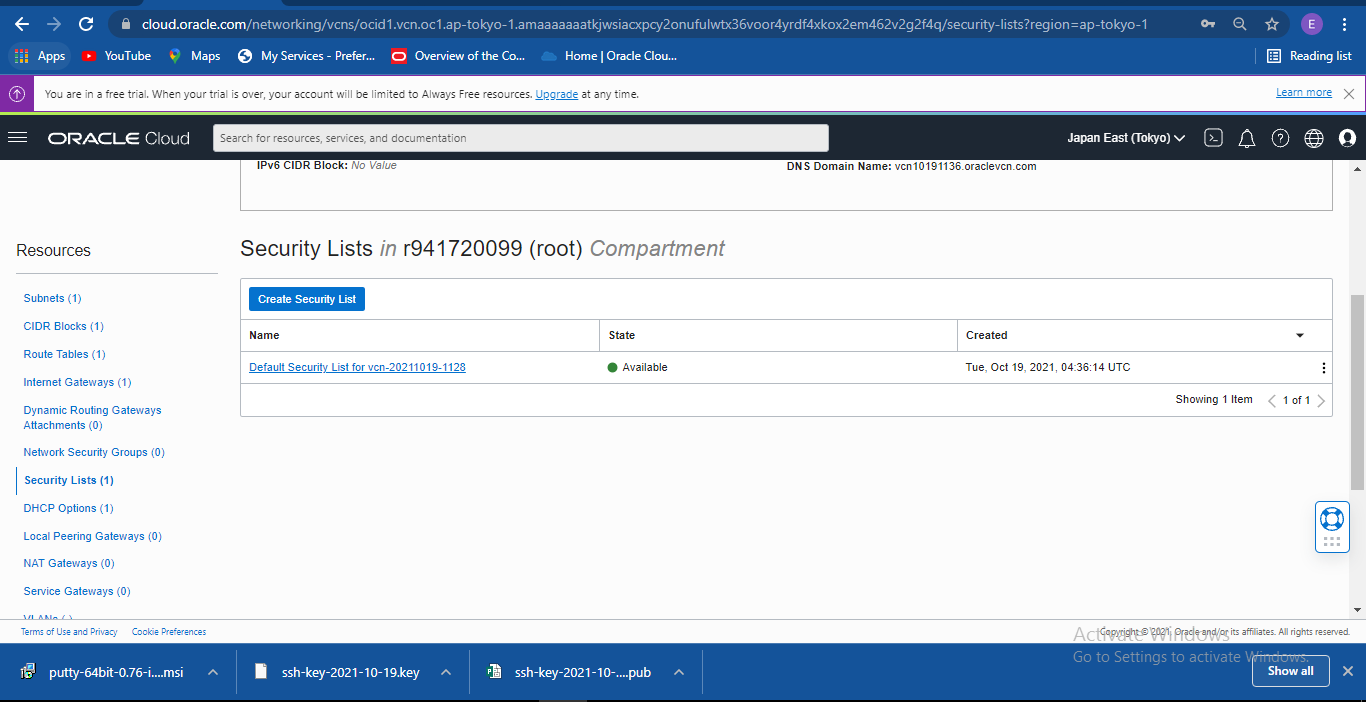 cloud.oracle.com/networking/vcns/ocid1.vcn.oc1.ap-tokyo-1.amaaaaaaatkjwsiacxpcy2onufulwtx36voor4yrdf4xkox2em462v2g2f4q/security-lists?region=ap-tokyo-1
E
Apps YouTube Maps My Services - Prefer... Overview of the Co... Home | Oracle Clou... Reading list
You are in a free trial. When your trial is over, your account will be limited to Always Free resources. Upgrade at any time. Learn more
ORACLE Cloud Search for resources, services, and documentation Japan East (Tokyo)
IPv6 CIDR Block: No Value DNS Domain Name: vcn10191136.oraclevcn.com
Resources
Subnets (1)
CIDR Blocks (1)
Route Tables (1)
Internet Gateways (1)
Dynamic Routing Gateways
Attachments (0)
Network Security Groups (0)
Security Lists (1)
DHCP Options (1)
Local Peering Gateways (0)
NAT Gateways (0)
Service Gateways (0)
Security Lists in r941720099 (root) Compartment
Create Security List
Name State Created
Default Security List for vcn-20211019-1128 Available Tue, Oct 19, 2021, 04:36:14 UTC
Showing 1 Item 1 of 1
Terms of Use and Privacy Cookie Preferences
Copyright © 2021, Oracle and/or its affiliates. All rights reserved.
Activate Windows
Go to Settings to activate Windows.
putty-64bit-0.76-i....msi ssh-key-2021-10-19.key ssh-key-2021-10-....pub Show all